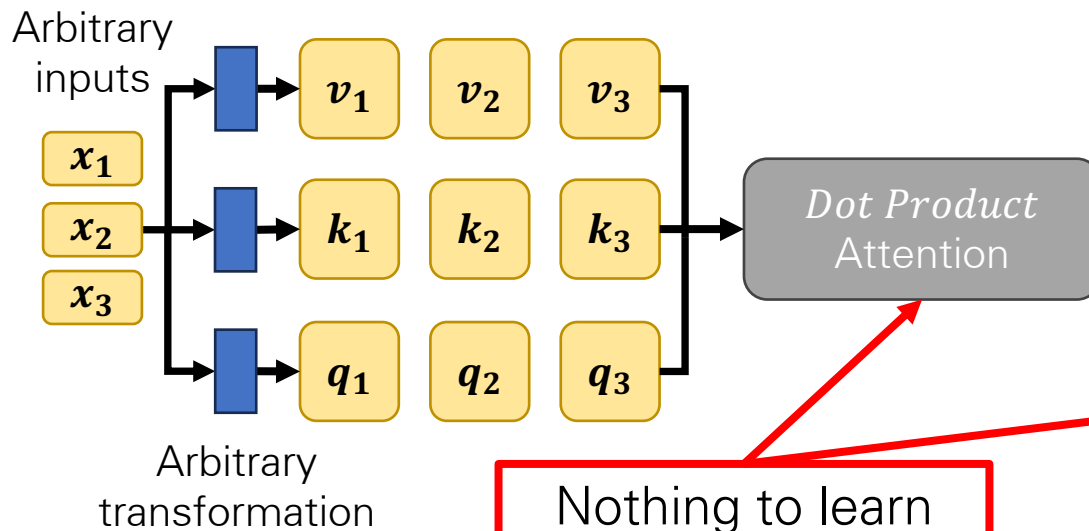 Arbitrary
inputs
x₁
x₂
x₃
v₁ v₂ v₃
k₁ k₂ k₃
q₁ q₂ q₃
Dot Product
Attention
Arbitrary
transformation
Nothing to learn